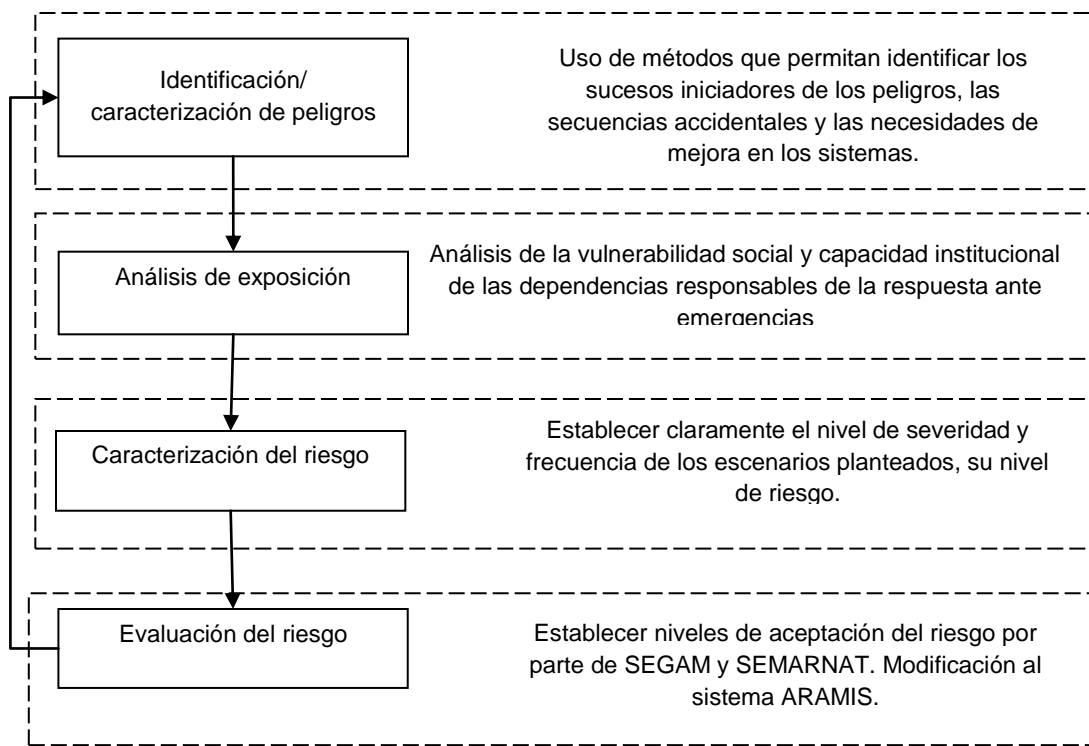 Identificación/
caracterización de peligros
Uso de métodos que permitan identificar los
sucesos iniciadores de los peligros, las
secuencias accidentales y las necesidades de
mejora en los sistemas.
Análisis de exposición
Análisis de la vulnerabilidad social y capacidad institucional
de las dependencias responsables de la respuesta ante
emergencias
Caracterización del riesgo
Establecer claramente el nivel de severidad y
frecuencia de los escenarios planteados, su nivel
de riesgo.
Evaluación del riesgo
Establecer niveles de aceptación del riesgo por
parte de SEGAM y SEMARNAT. Modificación al
sistema ARAMIS.